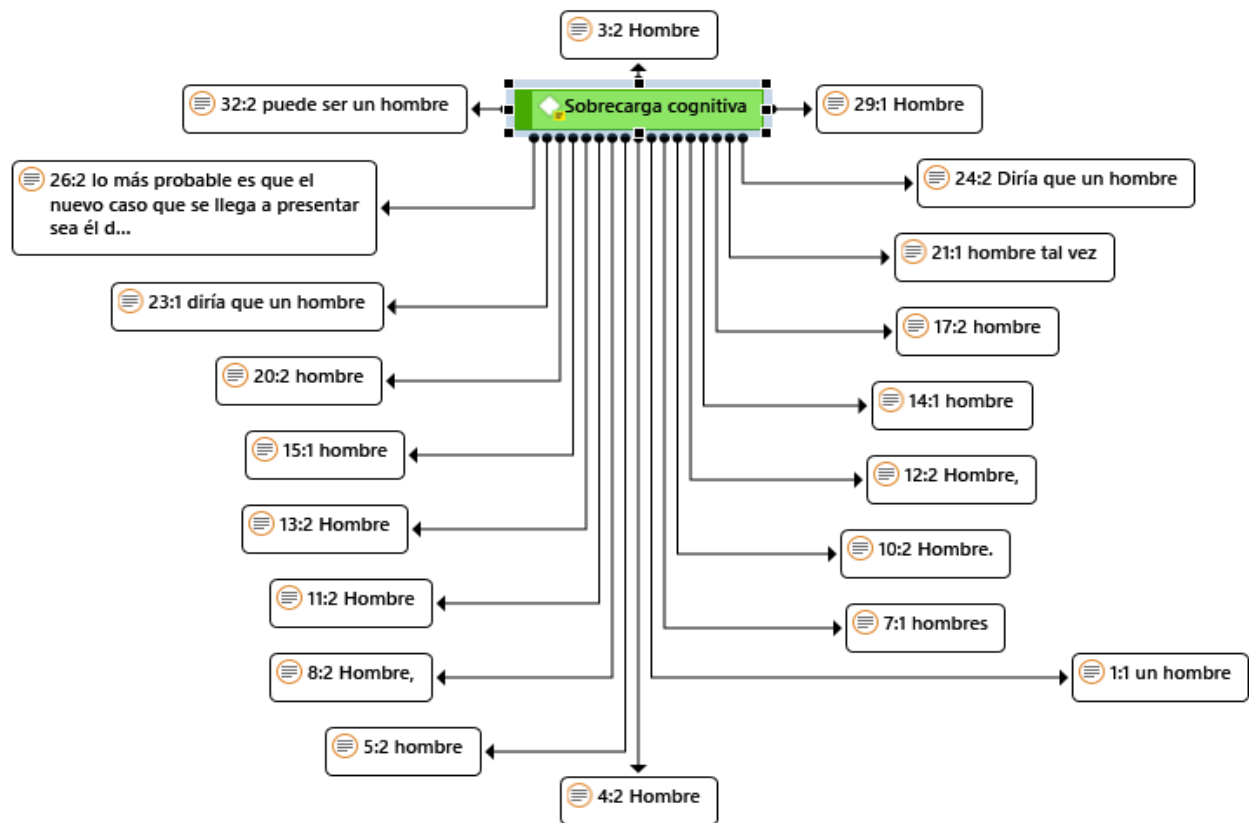 3:2 Hombre
32:2 puede ser un hombre
Sobrecarga cognitiva
29:1 Hombre
26:2 lo más probable es que el
nuevo caso que se llega a presentar
sea él d...
24:2 Diría que un hombre
21:1 hombre tal vez
23:1 diría que un hombre
17:2 hombre
20:2 hombre
14:1 hombre
15:1 hombre
12:2 Hombre,
13:2 Hombre
10:2 Hombre.
11:2 Hombre
7:1 hombres
8:2 Hombre,
1:1 un hombre
5:2 hombre
4:2 Hombre